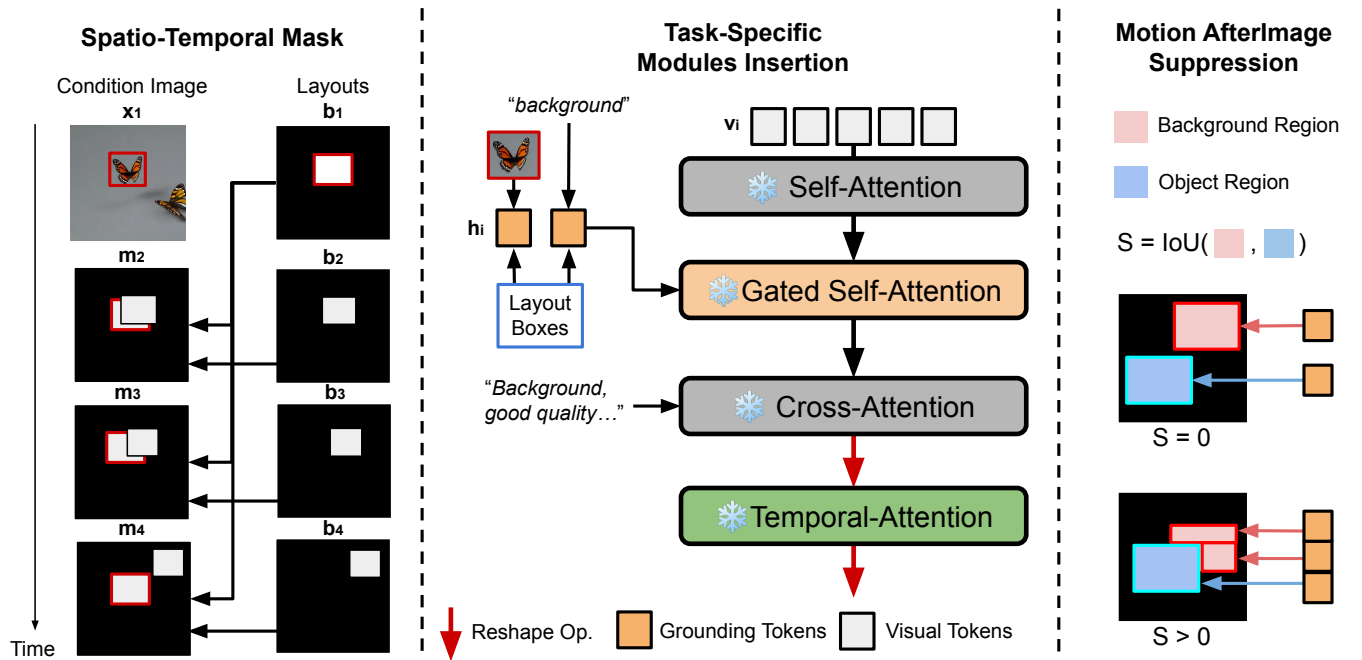 Spatio-Temporal Mask
Condition Image
Layouts
x1
b1
m2
b2
m3
b3
m4
b4
Time
Task-Specific
Modules Insertion
“background”
vi
hi
Layout
Boxes
“Background,
good quality…”
Self-Attention
Gated Self-Attention
Cross-Attention
Temporal-Attention
Reshape Op.
Grounding Tokens
Visual Tokens
Motion AfterImage
Suppression
Background Region
Object Region
S = IoU( , )
S = 0
S > 0